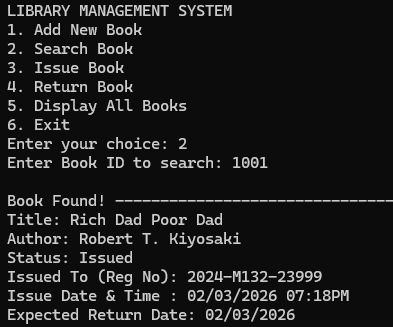 LIBRARY MANAGEMENT SYSTEM
1. Add New Book
2. Search Book
3. Issue Book
4. Return Book
5. Display All Books
6. Exit
Enter your choice: 2
Enter Book ID to search: 1001
Book Found! -------------------------------
Title: Rich Dad Poor Dad
Author: Robert T. Kiyosaki
Status: Issued
Issued To (Reg No): 2024-M132-23999
Issue Date & Time : 02/03/2026 07:18PM
Expected Return Date: 02/03/2026